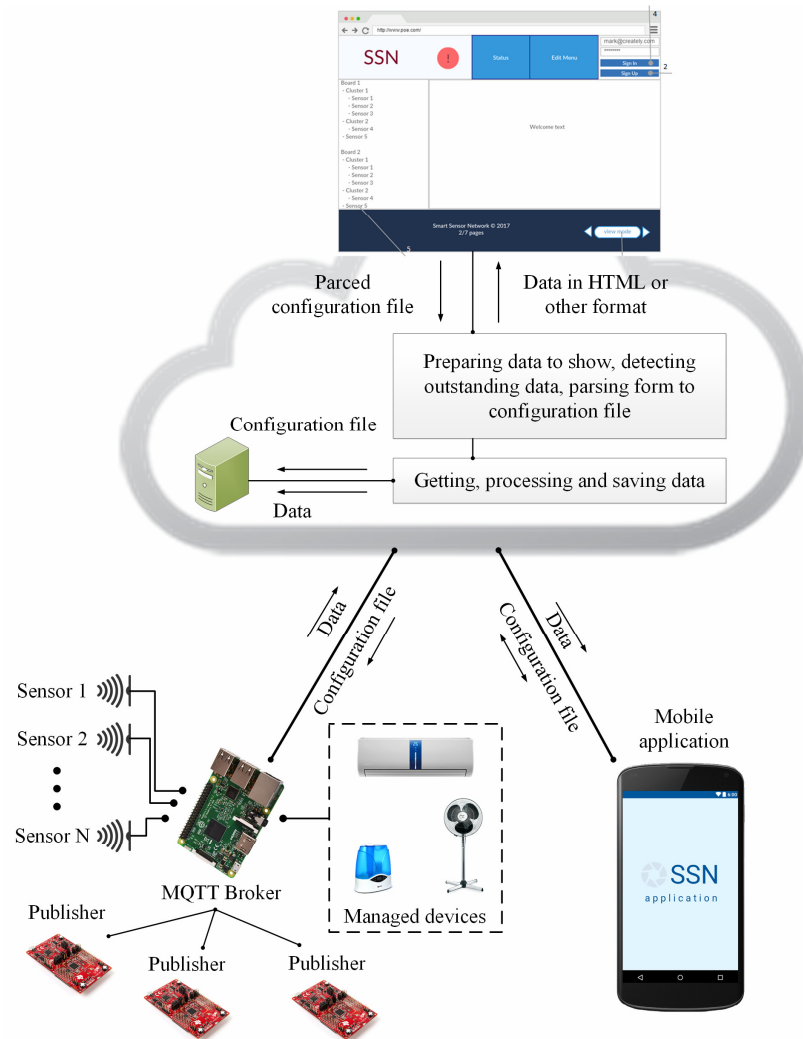 4
http://www.pse.com/
mark@creately.com
********
SSN
!
Status
Edit Menu
Sign In
Sign Up
2
Board 1
- Cluster 1
- Sensor 1
- Sensor 2
- Sensor 3
- Cluster 2
- Sensor 4
- Sensor 5
Board 2
- Cluster 1
- Sensor 1
- Sensor 2
- Sensor 3
- Cluster 2
- Sensor 4
- Sensor 5
Welcome text
Smart Sensor Network © 2017
2/7 pages
view mode
5
Parced
configuration file
Data in HTML or
other format
Preparing data to show, detecting
outstanding data, parsing form to
configuration file
Configuration file
Getting, processing and saving data
Data
Data
Configuration file
Data
Configuration file
Sensor 1
Sensor 2
Sensor N
MQTT Broker
Managed devices
Mobile
application
6:00
SSN
application
Publisher
Publisher
Publisher